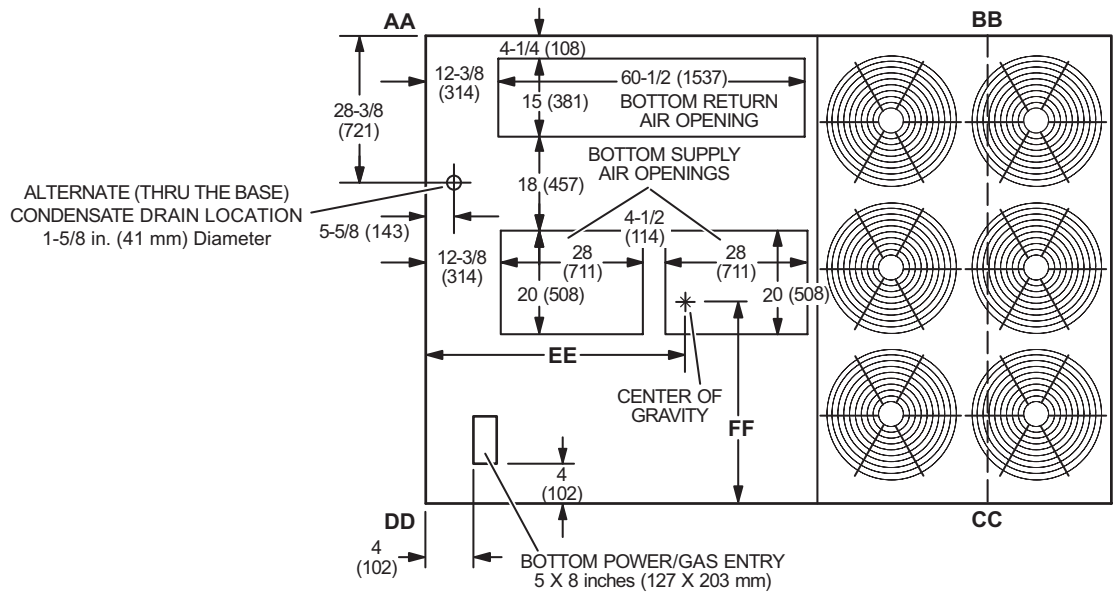 AA
BB
4-1/4 (108)
12-3/8
(314)
60-1/2 (1537)
28-3/8
(721)
15 (381)
BOTTOM RETURN
AIR OPENING
BOTTOM SUPPLY
AIR OPENINGS
18 (457)
ALTERNATE (THRU THE BASE)
CONDENSATE DRAIN LOCATION
1-5/8 in. (41 mm) Diameter
5-5/8 (143)
4-1/2
(114)
12-3/8
(314)
28
(711)
28
(711)
20 (508)
20 (508)
EE
CENTER OF
GRAVITY
FF
4
(102)
DD
CC
4
(102)
BOTTOM POWER/GAS ENTRY
5 X 8 inches (127 X 203 mm)